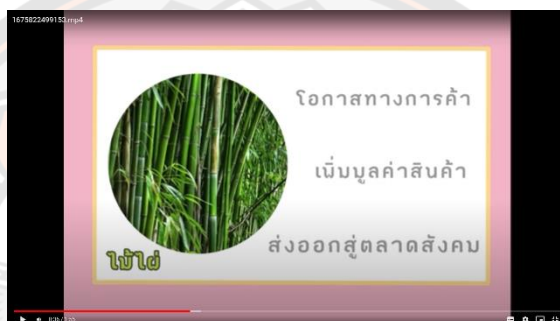 1675822499153.mp4
โอกาสทางการค้า
เพิ่มมูลค่าสินค้า
ส่งออกสู่ตลาดสังคม
ไม้ไผ่